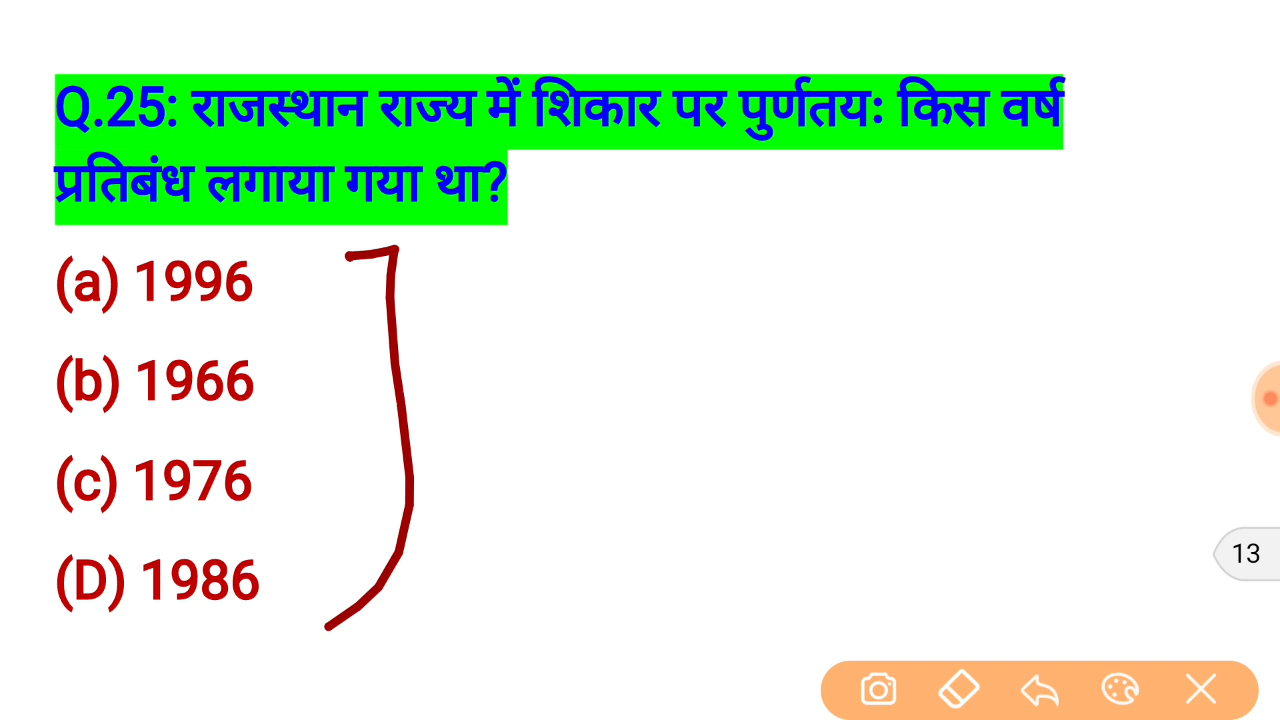 Q.25: राजस्थान राज्य में शिकार पर पुर्णतयः किस वर्ष
प्रतिबंध लगाया गया था?
(a) 1996
(b) 1966
(c) 1976
(D) 1986
13